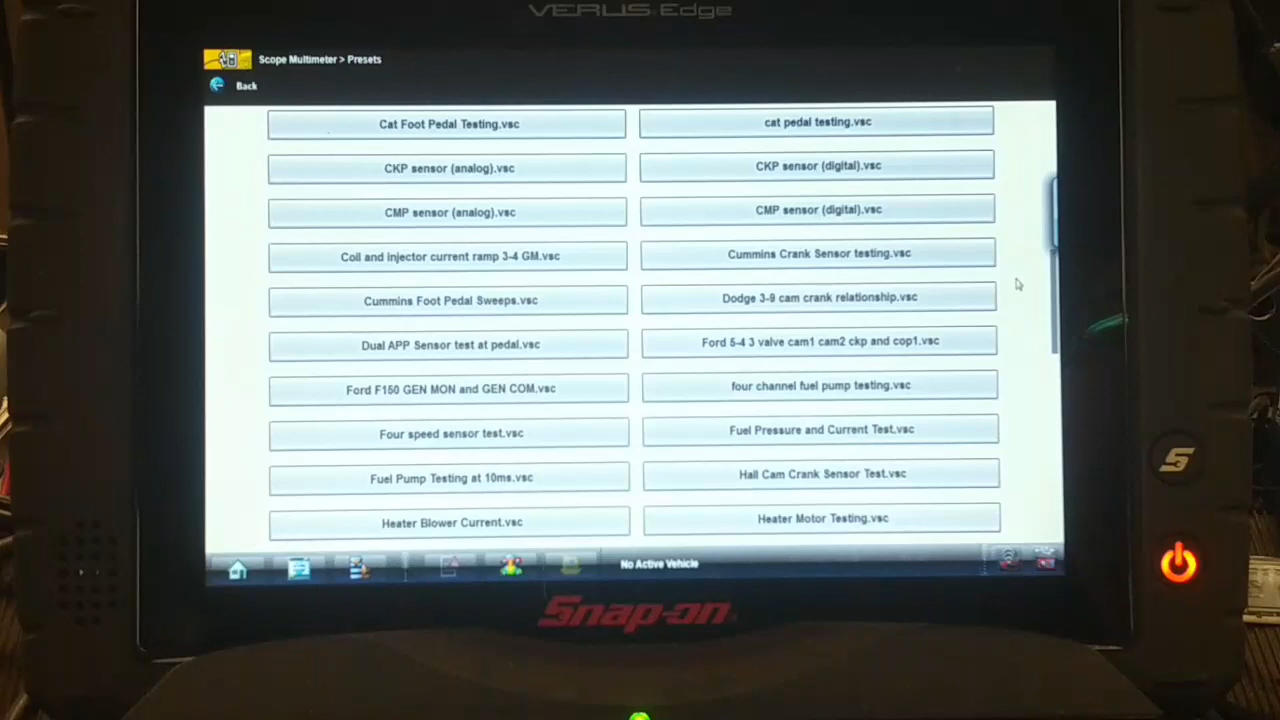 VERUS Edge
Scope Multimeter > Presets
Back
Cat Foot Pedal Testing.vsc
cat pedal testing.vsc
CKP sensor (analog).vsc
CKP sensor (digital).vsc
CMP sensor (analog).vsc
CMP sensor (digital).vsc
Coil and injector current ramp 3-4 GM.vsc
Cummins Crank Sensor testing.vsc
Cummins Foot Pedal Sweeps.vsc
Dodge 3-9 cam crank relationship.vsc
Dual APP Sensor test at pedal.vsc
Ford 5-4 3 valve cam1 cam2 ckp and cop1.vsc
Ford F150 GEN MON and GEN COM.vsc
four channel fuel pump testing.vsc
Four speed sensor test.vsc
Fuel Pressure and Current Test.vsc
Fuel Pump Testing at 10ms.vsc
Hall Cam Crank Sensor Test.vsc
Heater Blower Current.vsc
Heater Motor Testing.vsc
No Active Vehicle
Snap-on
S